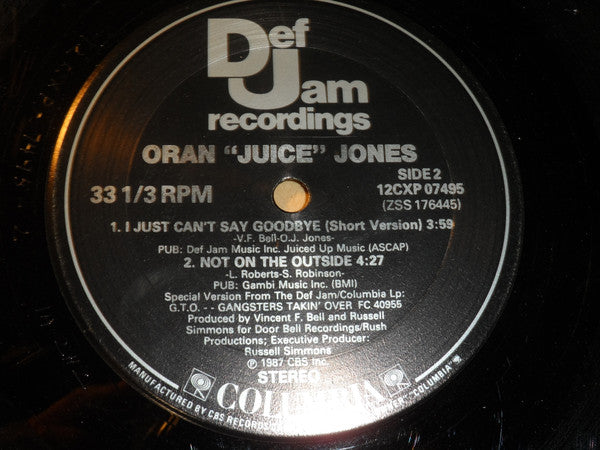 Def
Jam
recordings
ORAN "JUICE" JONES
33 1/3 RPM
SIDE 2
12CXP 07495
(ZSS 176445)
1. I JUST CAN'T SAY GOODBYE (Short Version) 3:59
-V.F. Bell-O.J. Jones-
PUB: Def Jam Music Inc. Juiced Up Music (ASCAP)
2. NOT ON THE OUTSIDE 4:27
-L. Roberts-S. Robinson-
PUB: Gambi Music Inc. (BMI)
Special Version From The Def Jam/Columbia Lp:
G.T.O. -- GANGSTERS TAKIN' OVER FC 40955
Produced by Vincent F. Bell and Russell
Simmons for Door Bell Recordings/Rush
Productions; Executive Producer:
Russell Simmons
℗ 1987 CBS Inc.
STEREO
COLUMBIA
MANUFACTURED BY CBS RECORDS
"COLUMBIA"